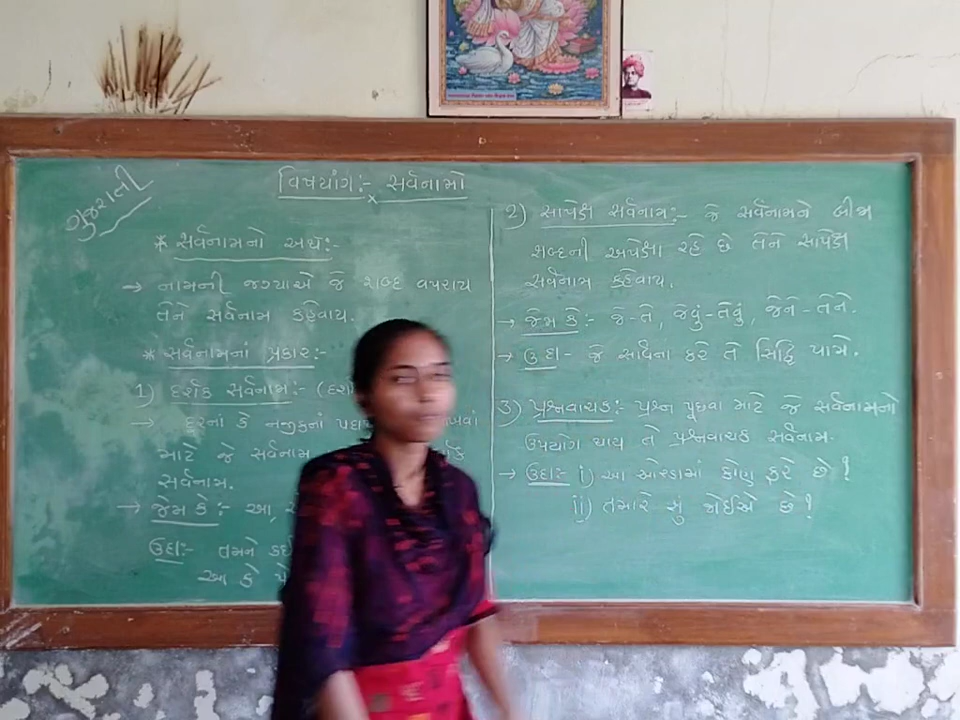 ગુજરાતી
વિષયાંગ:- સર્વનામો
* સર્વનામનો અર્થ:-
→ નામની જગ્યાએ જે શબ્દ વપરાય
તેને સર્વનામ કહેવાય.
* સર્વનામનાં પ્રકાર:-
1) દર્શક સર્વનામ:-
→ દૂરનાં કે નજીકનાં
માટે જે સર્વનામ
સર્વનામ.
→ જેમ કે:- આ,
ઉદા:- તમને
આ કે
2) સાપેક્ષ સર્વનામ:- જે સર્વનામને બીજા
શબ્દની અપેક્ષા રહે છે તેને સાપેક્ષ
સર્વનામ કહેવાય.
→ જેમ કે:- જે-તે, જેવું-તેવું, જેને-તેને.
→ ઉદા- જે સાધના કરે તે સિદ્ધિ પામે.
3) પ્રશ્નવાચક:- પ્રશ્ન પૂછવા માટે જે સર્વનામનો
ઉપયોગ થાય તે પ્રશ્નવાચક સર્વનામ.
→ ઉદા:- i) આ ઓરડામાં કોણ ફરે છે?
ii) તમારે શું જોઈએ છે?